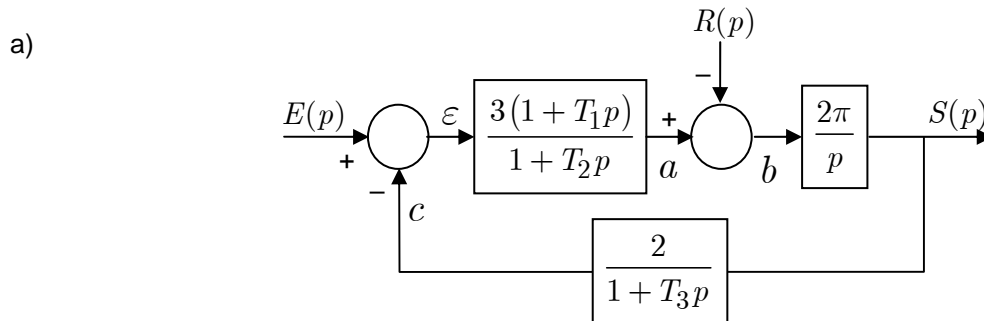 a)
R(p)
−
E(p) + − ε 3(1 + T₁p) / 1 + T₂p + a b 2π / p S(p)
c
2 / 1 + T₃p